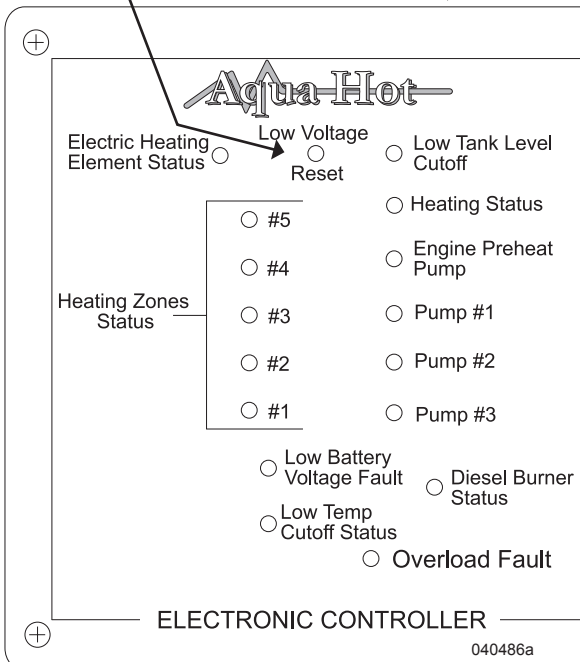 Aqua Hot
Electric Heating
Element Status
Low Voltage
Reset
Low Tank Level
Cutoff
Heating Status
Engine Preheat
Pump
Pump #1
Pump #2
Pump #3
Heating Zones
Status
#5
#4
#3
#2
#1
Low Battery
Voltage Fault
Diesel Burner
Status
Low Temp
Cutoff Status
Overload Fault
ELECTRONIC CONTROLLER
040486a